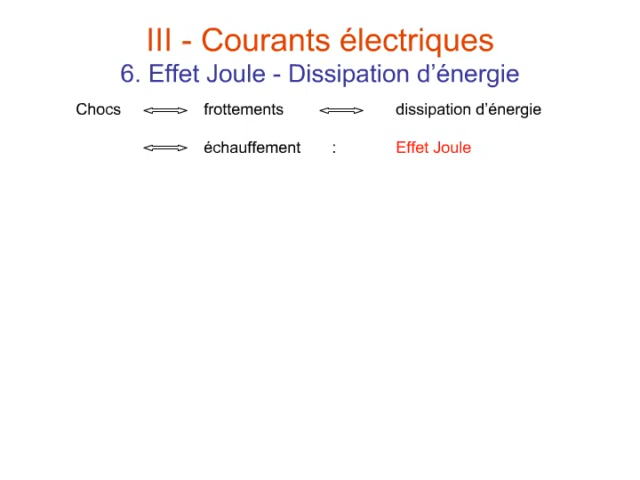 III - Courants électriques
6. Effet Joule - Dissipation d’énergie
Chocs ⟺ frottements ⟺ dissipation d’énergie
⟺ échauffement : Effet Joule